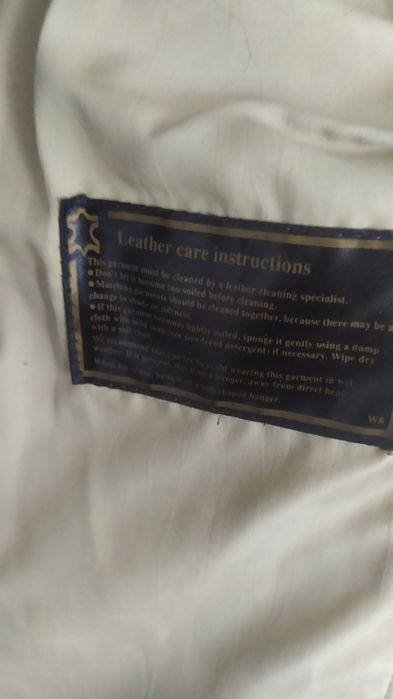 Leather care instructions
This garment must be cleaned by a leather cleaning specialist.
● Don't let it become too soiled before cleaning.
● Matching garments should be cleaned together, because there may be a
change in shade or softness.
● If this garment becomes lightly soiled, sponge it gently using a damp
cloth with mild soap (not powdered detergent) if necessary. Wipe dry
with a soft cloth.
We recommend that you try to avoid wearing this garment in wet
weather. If it gets wet, dry it on a hanger, away from direct heat.
When not in use, hang it on a well-shaped hanger.
W8